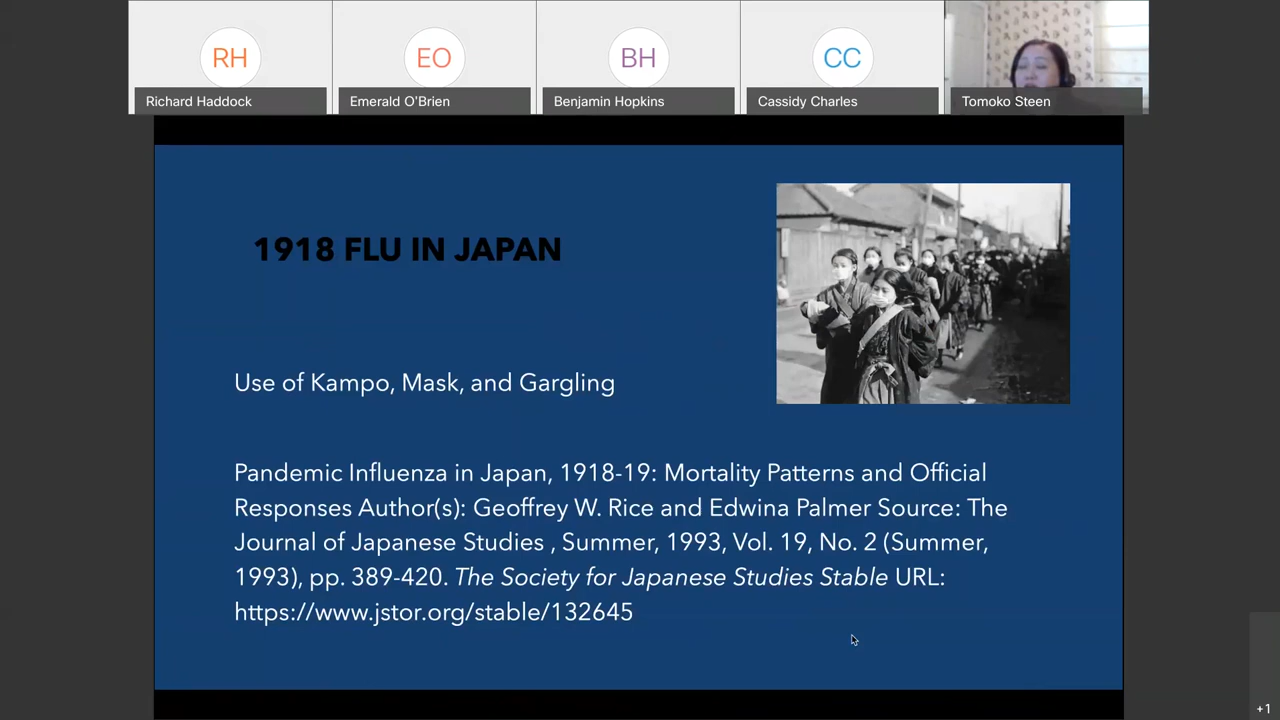 RH
EO
BH
CC
Richard Haddock
Emerald O'Brien
Benjamin Hopkins
Cassidy Charles
Tomoko Steen
1918 FLU IN JAPAN
Use of Kampo, Mask, and Gargling
Pandemic Influenza in Japan, 1918-19: Mortality Patterns and Official
Responses Author(s): Geoffrey W. Rice and Edwina Palmer Source: The
Journal of Japanese Studies , Summer, 1993, Vol. 19, No. 2 (Summer,
1993), pp. 389-420. The Society for Japanese Studies Stable URL:
https://www.jstor.org/stable/132645
+1